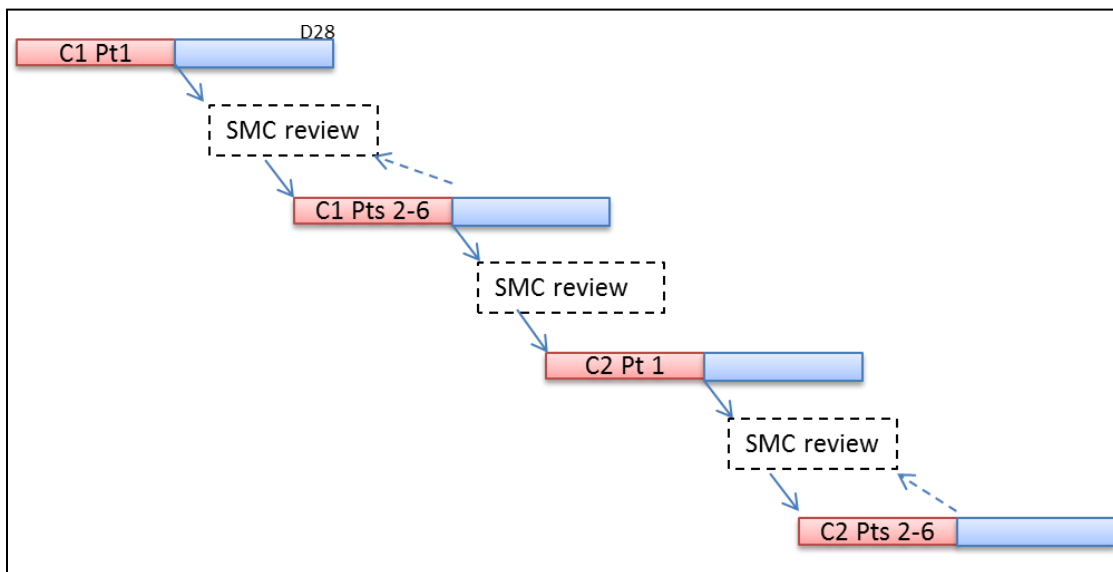 D28
C1 Pt1
SMC review
C1 Pts 2-6
SMC review
C2 Pt 1
SMC review
C2 Pts 2-6